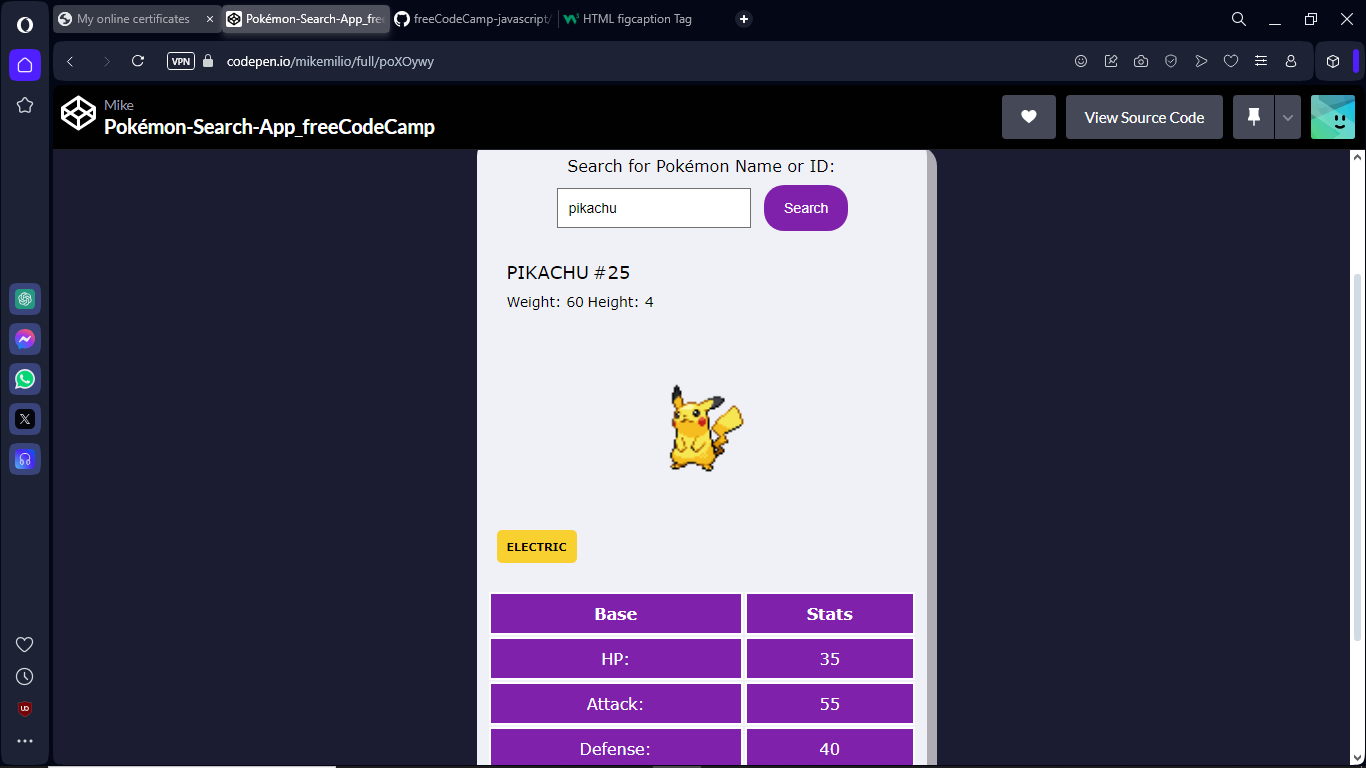 My online certificates
Pokémon-Search-App_fre
freeCodeCamp-javascript/
HTML figcaption Tag
VPN
codepen.io/mikemilio/full/poXOywy
Mike
Pokémon-Search-App_freeCodeCamp
View Source Code
Search for Pokémon Name or ID:
pikachu
Search
PIKACHU #25
Weight: 60 Height: 4
ELECTRIC
Base Stats
HP: 35
Attack: 55
Defense: 40